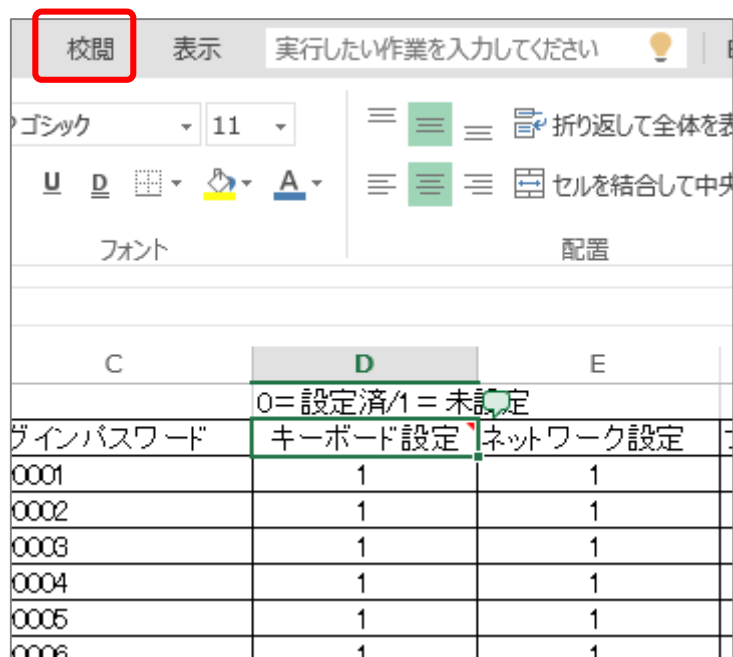 校閲 表示 実行したい作業を入力してください
ゴシック 11 折り返して全体を表
U D A セルを結合して中央
フォント 配置
C D E
0=設定済/1=未設定
グインパスワード キーボード設定 ネットワーク設定
0001 1 1
0002 1 1
0003 1 1
0004 1 1
0005 1 1
0006 1 1